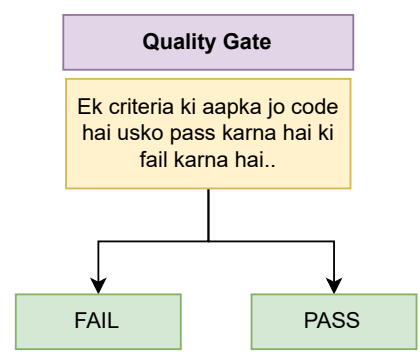 Quality Gate
Ek criteria ki aapka jo code
hai usko pass karna hai ki
fail karna hai..
FAIL
PASS